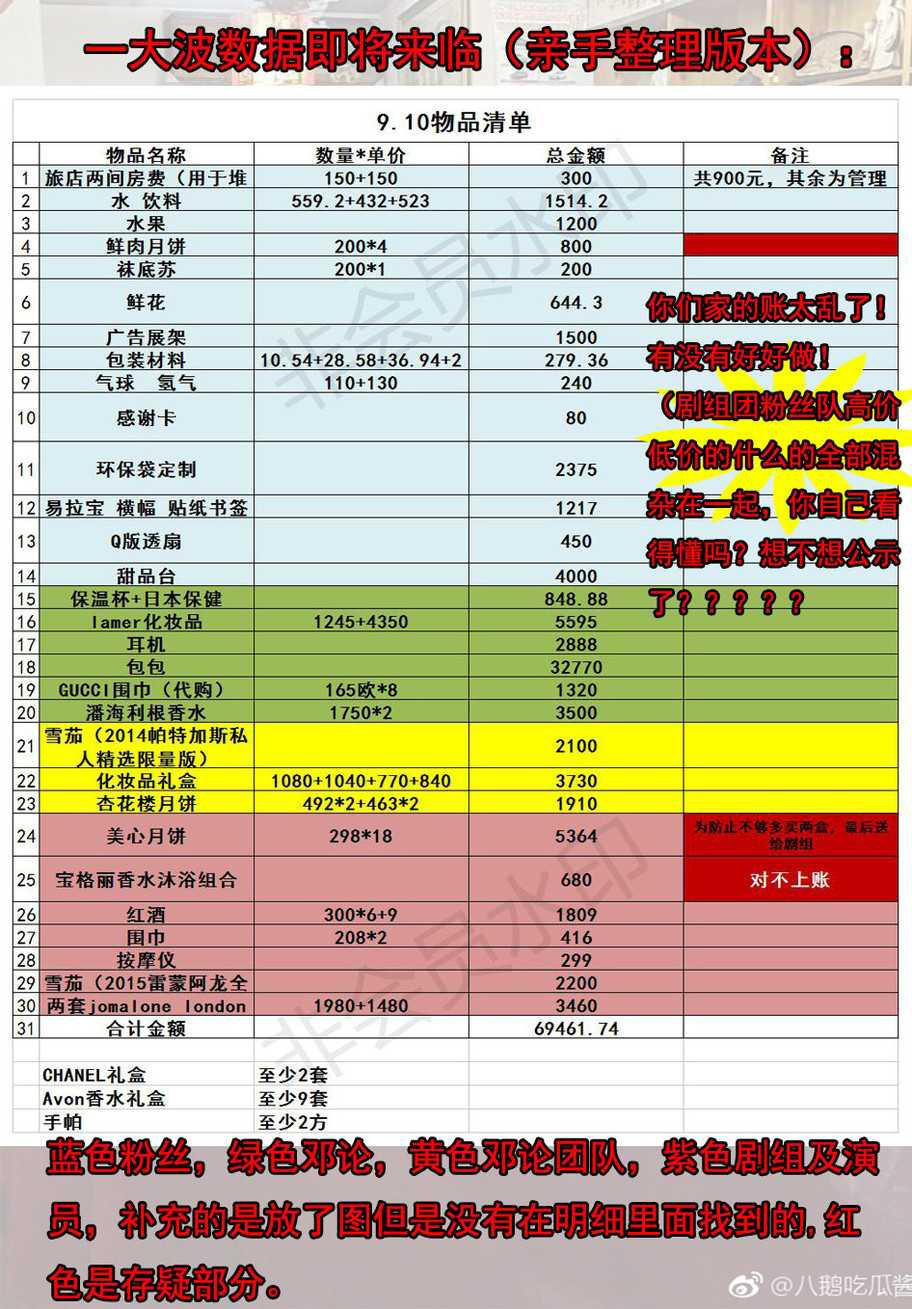 一大波数据即将来临（亲手整理版本）：
9.10物品清单
物品名称 数量*单价 总金额 备注
1 旅店两间房费（用于堆 150+150 300 共900元，其余为管理
2 水 饮料 559.2+432+523 1514.2
3 水果 1200
4 鲜肉月饼 200*4 800
5 袜底苏 200*1 200
6 鲜花 644.3
7 广告展架 1500
8 包装材料 10.54+28.58+36.94+2 279.36
9 气球 氢气 110+130 240
10 感谢卡 80
11 环保袋定制 2375
12 易拉宝 横幅 贴纸书签 1217
13 Q版透扇 450
14 甜品台 4000
15 保温杯+日本保健 848.88
16 lamer化妆品 1245+4350 5595
17 耳机 2888
18 包包 32770
19 GUCCI围巾（代购） 165欧*8 1320
20 潘海利根香水 1750*2 3500
21 雪茄（2014帕特加斯私
人精选限量版） 2100
22 化妆品礼盒 1080+1040+770+840 3730
23 杏花楼月饼 492*2+463*2 1910
24 美心月饼 298*18 5364 为防止不够多买两盒，最后送
给剧组
25 宝格丽香水沐浴组合 680 对不上账
26 红酒 300*6+9 1809
27 围巾 208*2 416
28 按摩仪 299
29 雪茄（2015雷蒙阿龙全 2200
30 两套jomalone london 1980+1480 3460
31 合计金额 69461.74
CHANEL礼盒 至少2套
Avon香水礼盒 至少9套
手帕 至少2方
你们家的账太乱了！
有没有好好做！
（剧组团粉丝队高价
低价的什么的全部混
杂在一起，你自己看
得懂吗？想不想公示
了？？？？？
蓝色粉丝，绿色邓论，黄色邓论团队，紫色剧组及演
员，补充的是放了图但是没有在明细里面找到的,红
色是存疑部分。
非会员水印
非会员水印
@八鹅吃瓜酱